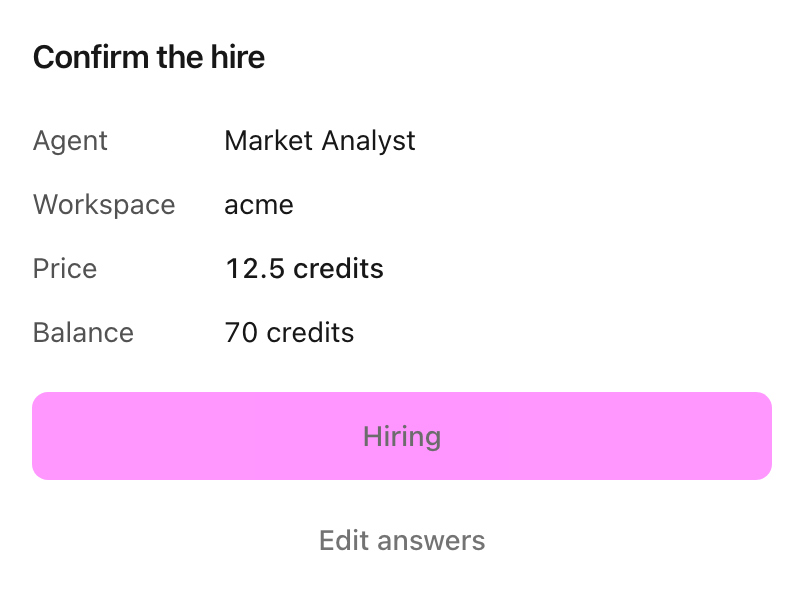 Confirm the hire
Agent Market Analyst
Workspace acme
Price 12.5 credits
Balance 70 credits
Hiring
Edit answers